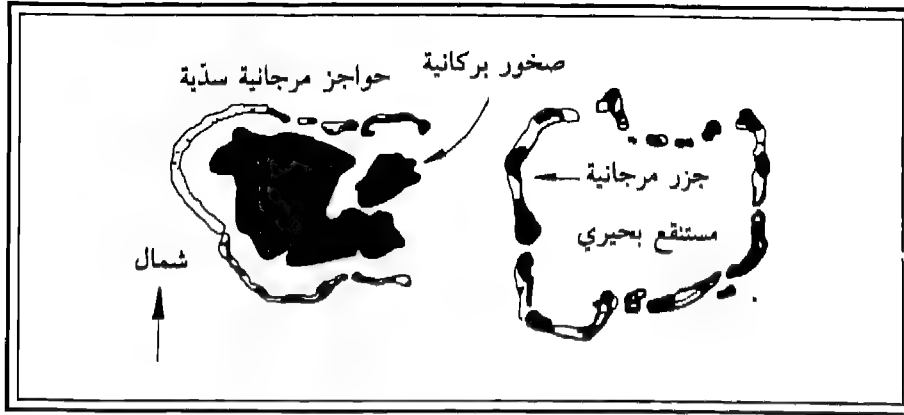 صخور بركانية
حواجز مرجانية سدّية
جزر مرجانية
مستنقع بحيري
شمال